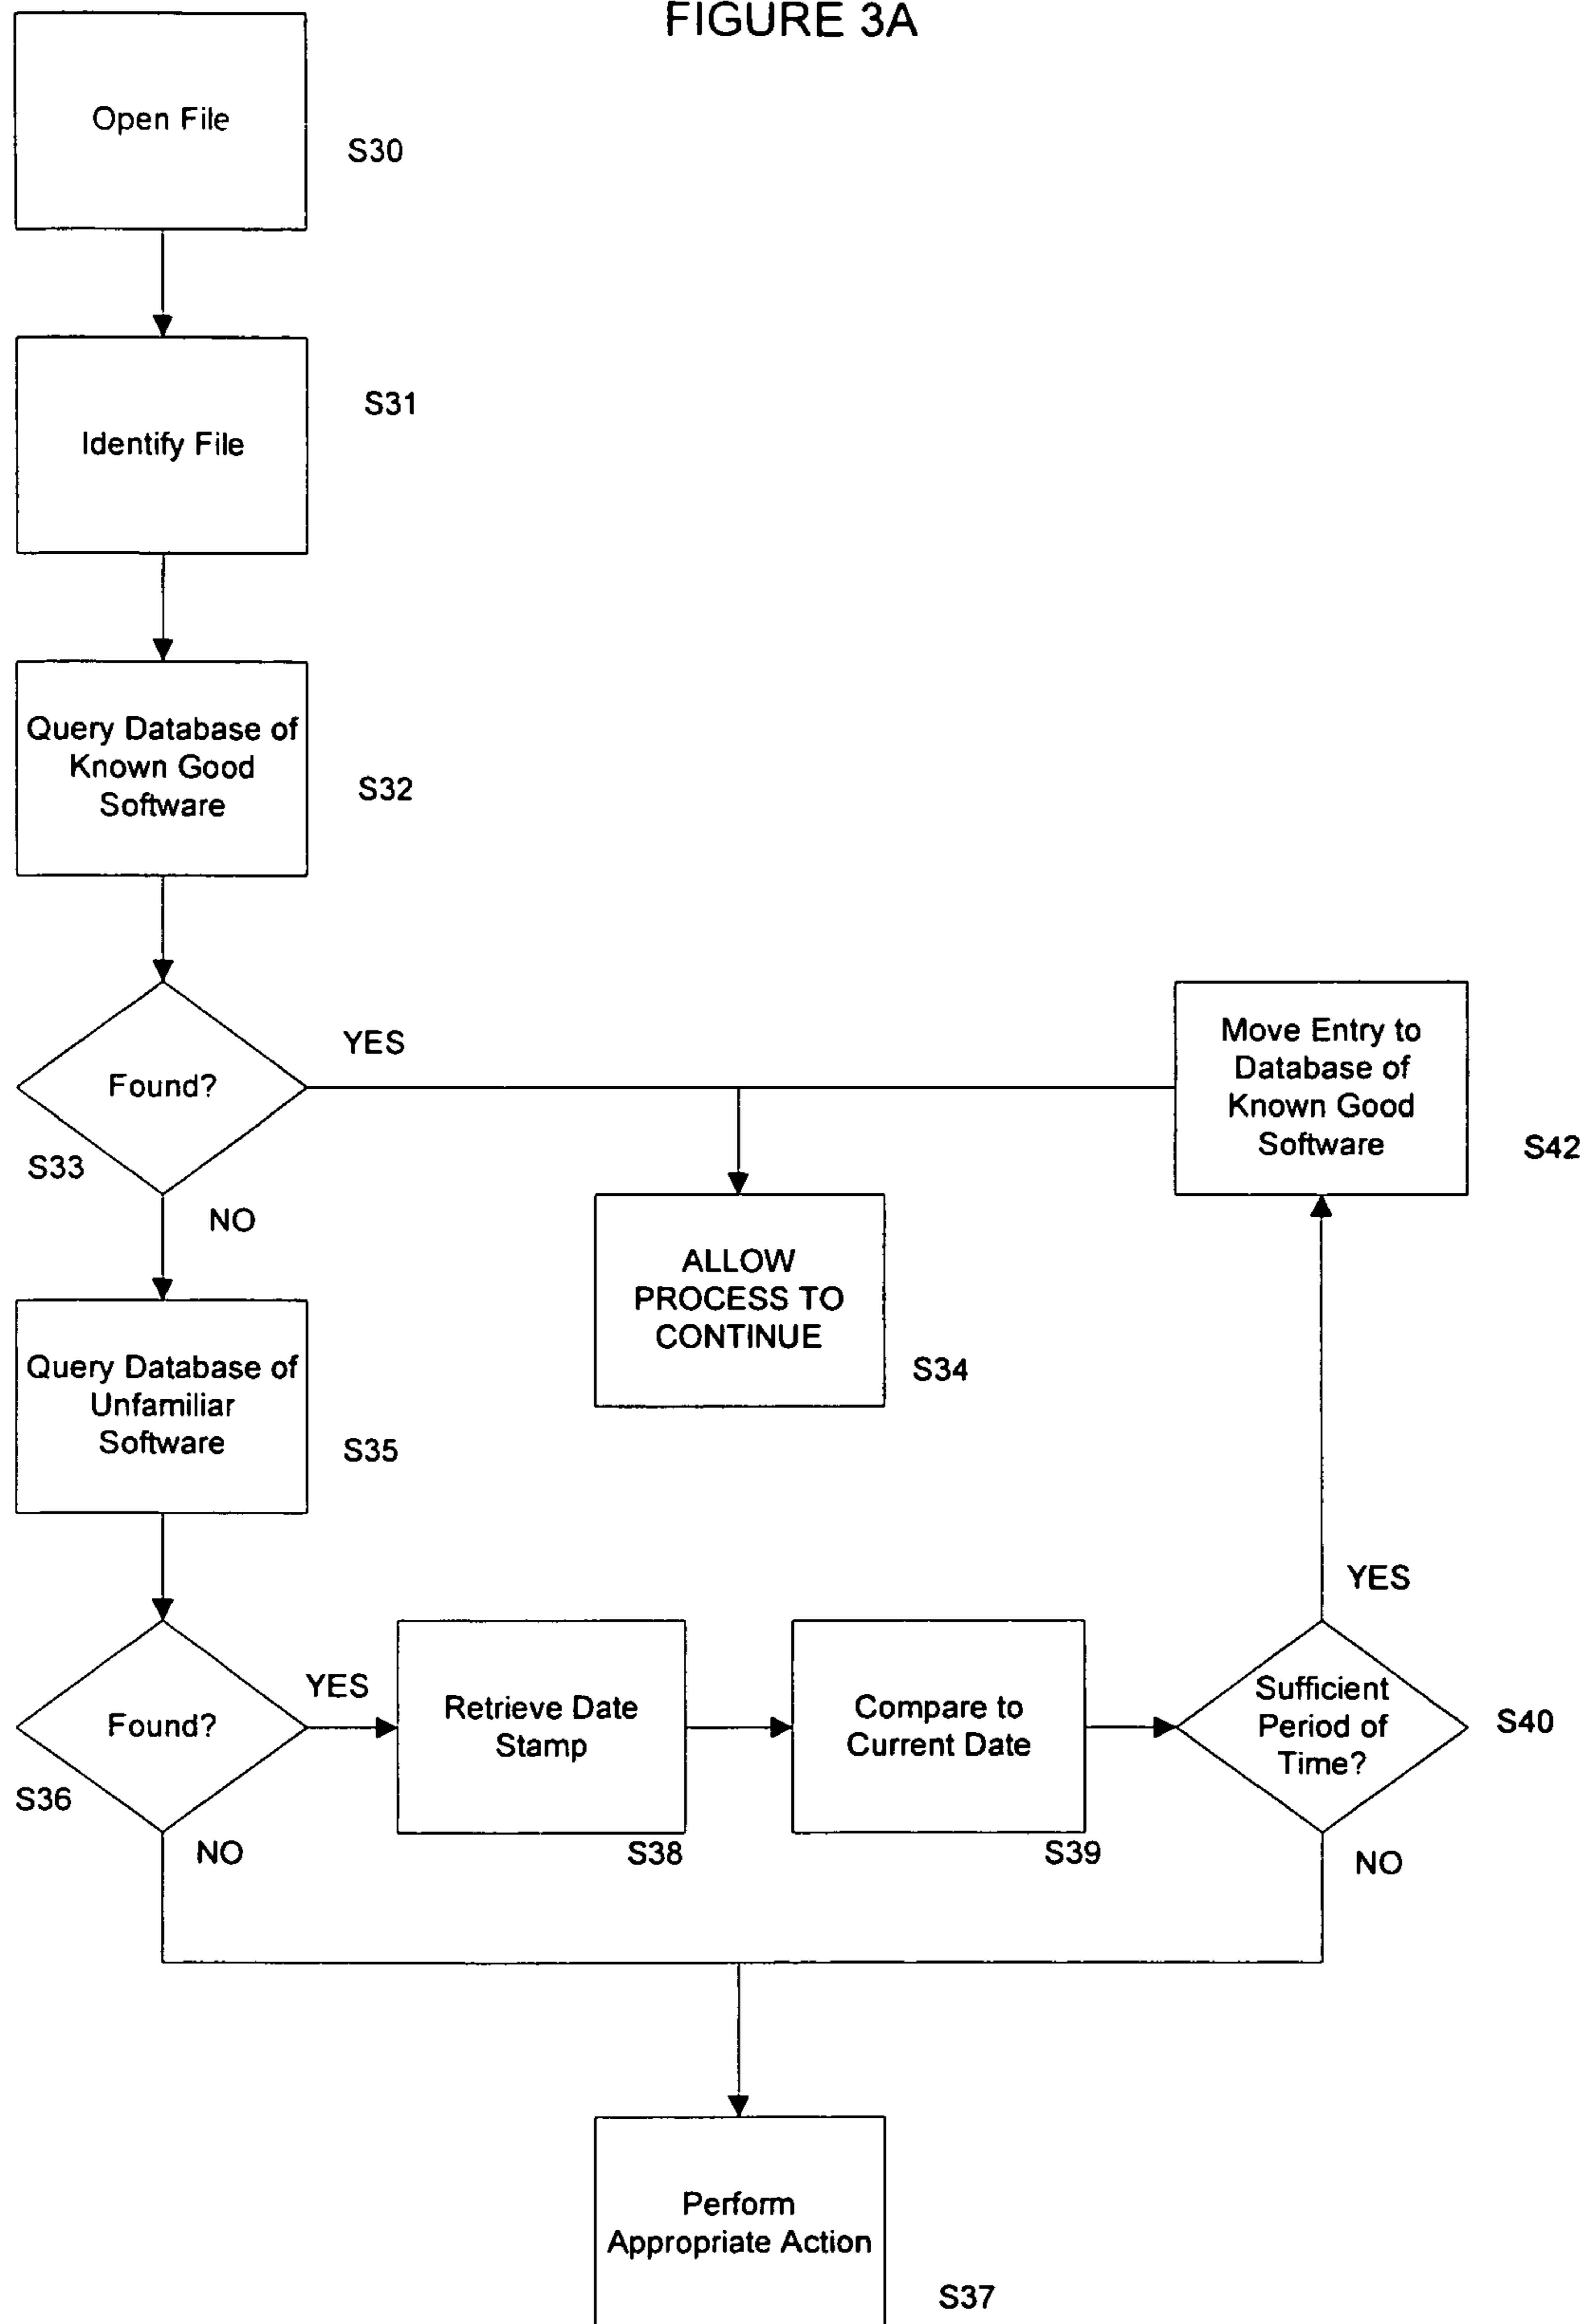 FIGURE 3A
Open File
S30
Identify File
S31
Query Database of
Known Good
Software
S32
Found?
S33
YES
NO
Move Entry to
Database of
Known Good
Software
S42
ALLOW
PROCESS TO
CONTINUE
S34
Query Database of
Unfamiliar
Software
S35
Found?
S36
YES
NO
Retrieve Date
Stamp
S38
Compare to
Current Date
S39
Sufficient
Period of
Time?
S40
YES
NO
Perform
Appropriate Action
S37